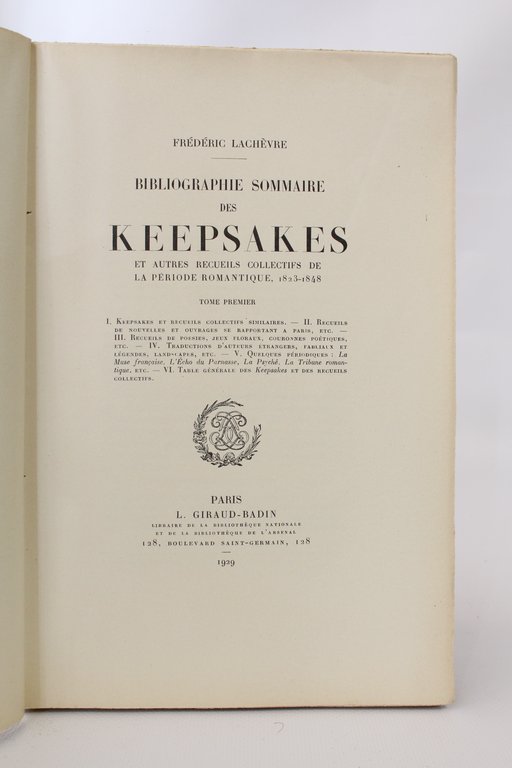 FRÉDÉRIC LACHÈVRE
BIBLIOGRAPHIE SOMMAIRE
DES
KEEPSAKES
ET AUTRES RECUEILS COLLECTIFS DE
LA PÉRIODE ROMANTIQUE, 1823-1848
TOME PREMIER
I. KEEPSAKES ET RECUEILS COLLECTIFS SIMILAIRES. — II. RECUEILS
DE NOUVELLES ET OUVRAGES SE RAPPORTANT A PARIS, ETC. —
III. RECUEILS DE POESIES, JEUX FLORAUX, COURONNES POÉTIQUES,
ETC. — IV. TRADUCTIONS D'AUTEURS ÉTRANGERS, FABLIAUX ET
LÉGENDES, LANDSCAPES, ETC. — V. QUELQUES PÉRIODIQUES : La
Muse française, L'Écho du Parnasse, La Psyché, La Tribune roman-
tique, ETC. — VI. TABLE GÉNÉRALE DES Keepsakes ET DES RECUEILS
COLLECTIFS.
PARIS
L. GIRAUD-BADIN
LIBRAIRE DE LA BIBLIOTHÈQUE NATIONALE
ET DE LA BIBLIOTHÈQUE DE L'ARSENAL
128, BOULEVARD SAINT-GERMAIN, 128
1929